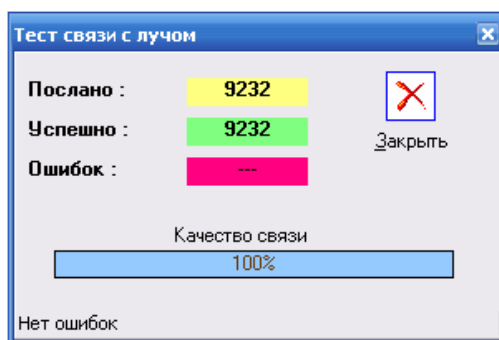 Тест связи с лучом
Послано : 9232
Успешно : 9232
Закрыть
Ошибок : ---
Качество связи
100%
Нет ошибок